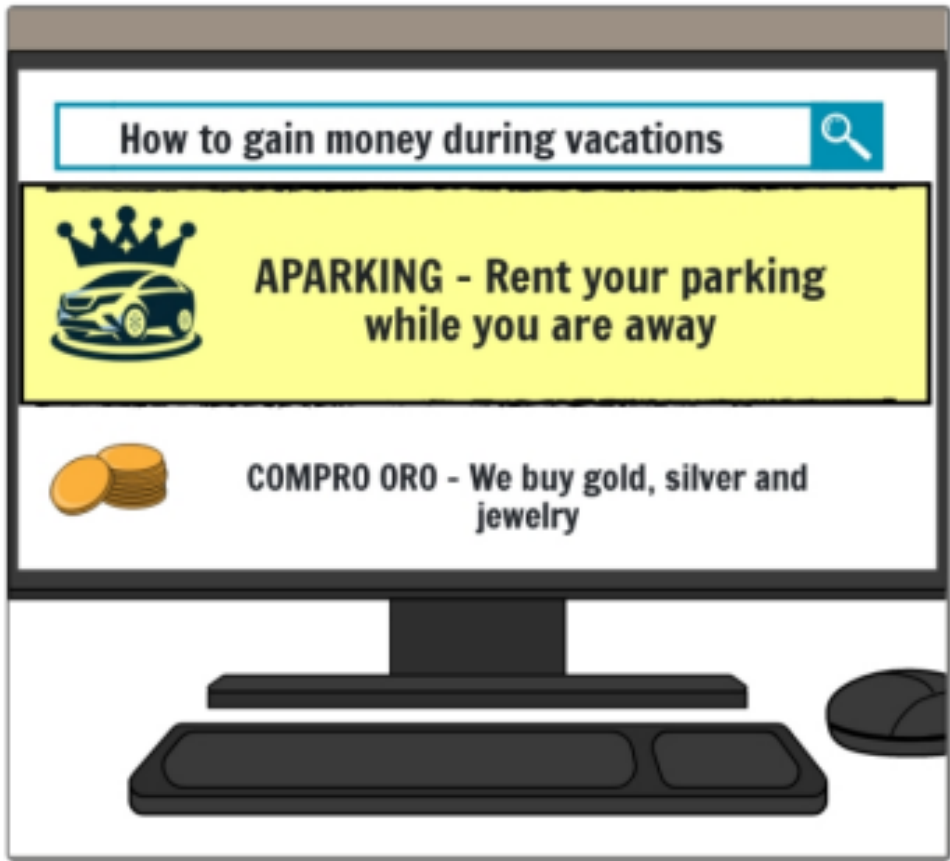 How to gain money during vacations
APARKING - Rent your parking
while you are away
COMPRO ORO - We buy gold, silver and
jewelry